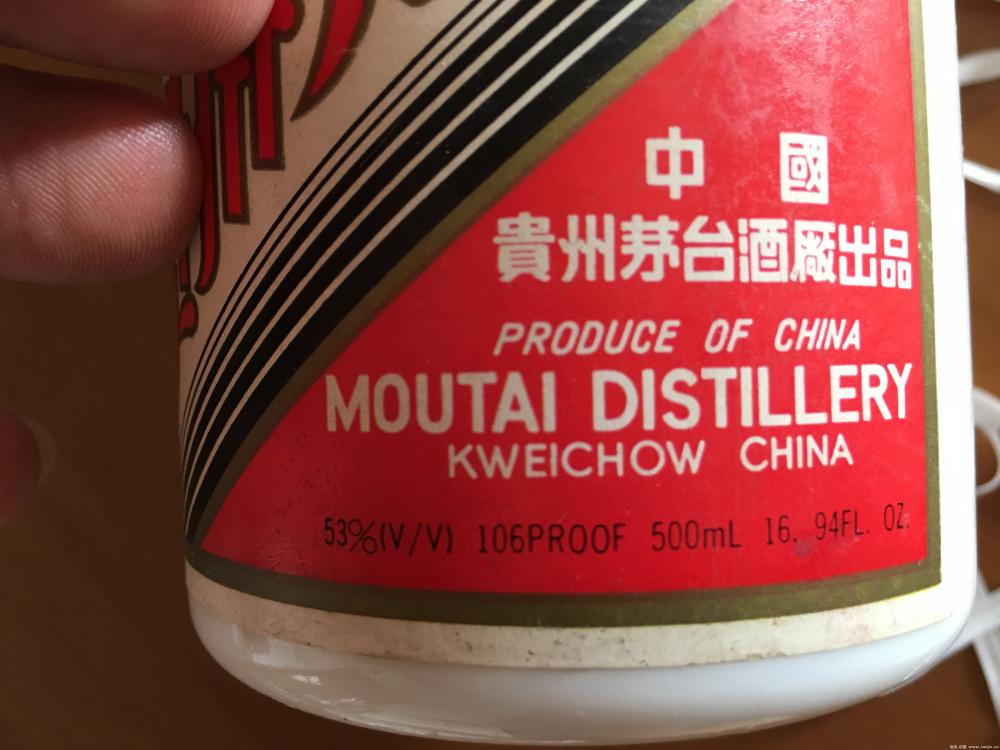 中 國
貴州茅台酒廠出品
PRODUCE OF CHINA
MOUTAI DISTILLERY
KWEICHOW CHINA
53%(V/V) 106PROOF 500mL 16. 94FL. OZ.